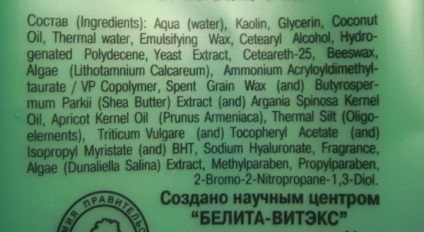 Состав (Ingredients): Aqua (water), Kaolin, Glycerin, Coconut
Oil, Thermal water, Emulsifying Wax, Cetearyl Alcohol, Hydro-
genated Polydecene, Yeast Extract, Ceteareth-25, Beeswax,
Algae (Lithotamnium Calcareum), Ammonium Acryloyldimethyl-
taurate / VP Copolymer, Spent Grain Wax (and) Butyrosper-
mum Parkii (Shea Butter) Extract (and) Argania Spinosa Kernel
Oil, Apricot Kernel Oil (Prunus Armeniaca), Thermal Silt (Oligo-
elements), Triticum Vulgare (and) Tocopheryl Acetate (and)
Isopropyl Myristate (and) BHT, Sodium Hyaluronate, Fragrance,
Algae (Dunaliella Salina) Extract, Methylparaben, Propylparaben,
2-Bromo-2-Nitropropane-1,3-Diol.
Создано научным центром
"БЕЛИТА-ВИТЭКС"